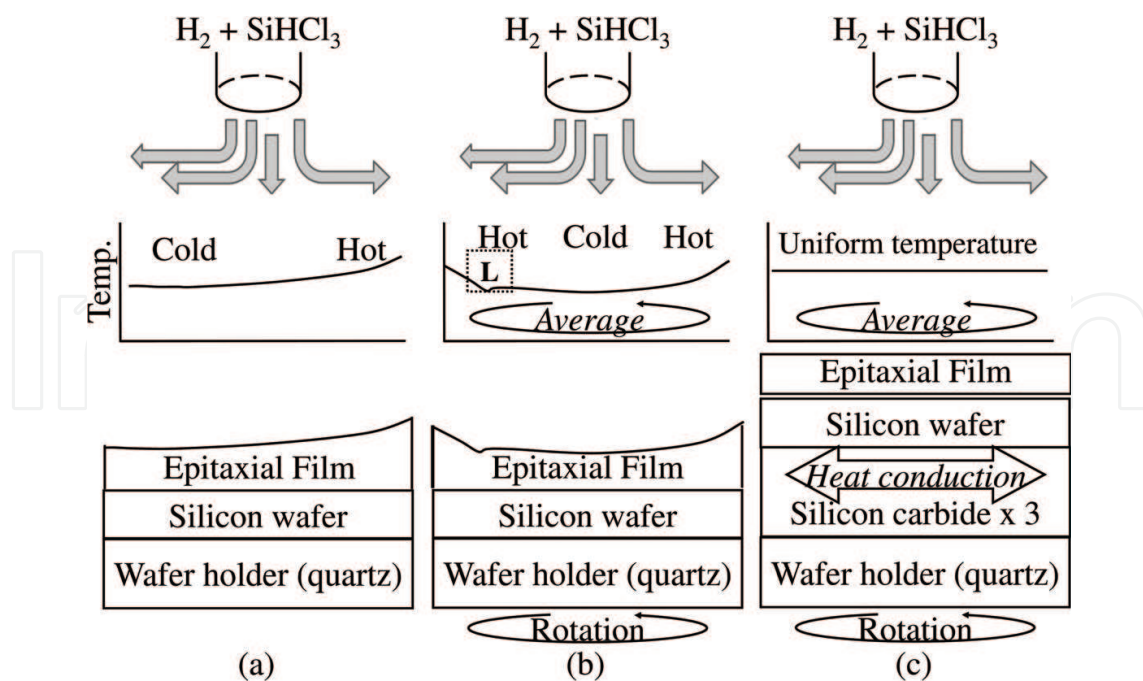 H₂ + SiHCl₃
Temp.
Cold Hot
Epitaxial Film
Silicon wafer
Wafer holder (quartz)
(a)
H₂ + SiHCl₃
Hot Cold Hot
L
Average
Epitaxial Film
Silicon wafer
Wafer holder (quartz)
Rotation
(b)
H₂ + SiHCl₃
Uniform temperature
Average
Epitaxial Film
Silicon wafer
Heat conduction
Silicon carbide x 3
Wafer holder (quartz)
Rotation
(c)